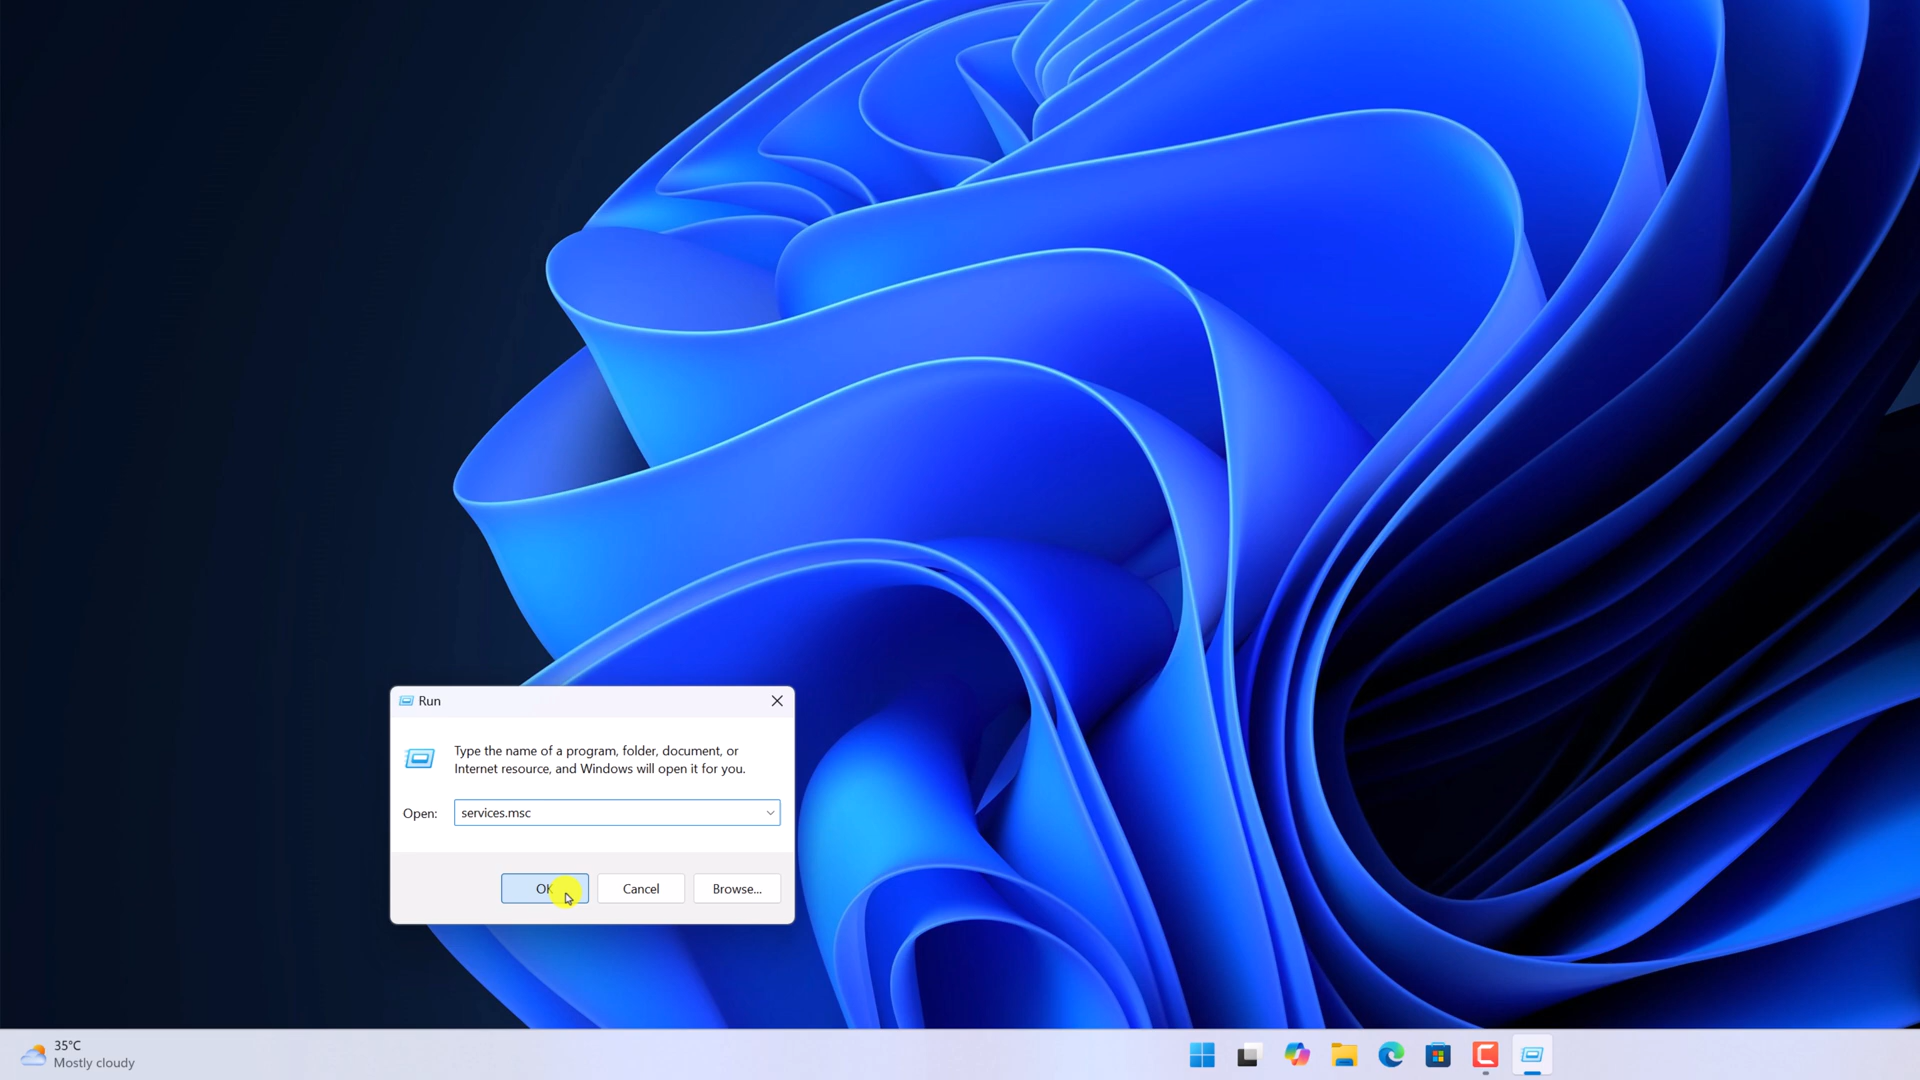 Run
Type the name of a program, folder, document, or
Internet resource, and Windows will open it for you.
Open: services.msc
OK Cancel Browse...
35°C
Mostly cloudy